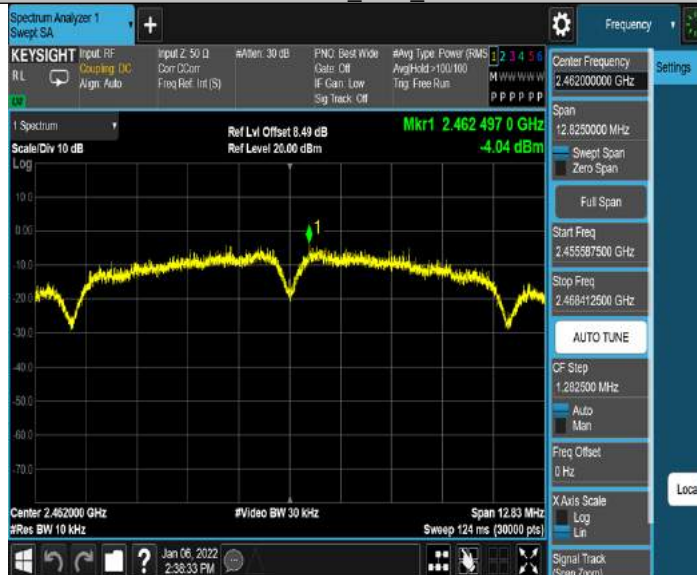 Spectrum Analyzer 1
Swept SA
+
Frequency
KEYSIGHT
RL
Input: RF
Coupling: DC
Align: Auto
Input Z: 50 Ω
Corr CCorr
Freq Ref: Int (S)
#Atten: 30 dB
PNO: Best Wide
Gate: Off
IF Gain: Low
Sig Track: Off
#Avg Type: Power (RMS
Avg|Hold:>100/100
Trig: Free Run
1 2 3 4 5 6
M W W W W W
P P P P P P
1 Spectrum
Scale/Div 10 dB
Log
Ref Lvl Offset 8.49 dB
Ref Level 20.00 dBm
Mkr1 2.462 497 0 GHz
-4.04 dBm
10.0
0.00
-10.0
-20.0
-30.0
-40.0
-50.0
-60.0
-70.0
1
Center 2.462000 GHz
#Res BW 10 kHz
#Video BW 30 kHz
Span 12.83 MHz
Sweep 124 ms (30000 pts)
?
Jan 06, 2022
2:38:33 PM
Center Frequency
2.462000000 GHz
Span
12.8250000 MHz
Swept Span
Zero Span
Full Span
Start Freq
2.455587500 GHz
Stop Freq
2.468412500 GHz
AUTO TUNE
CF Step
1.282500 MHz
Auto
Man
Freq Offset
0 Hz
X Axis Scale
Log
Lin
Signal Track
(Span Zoom)
Settings
Loca